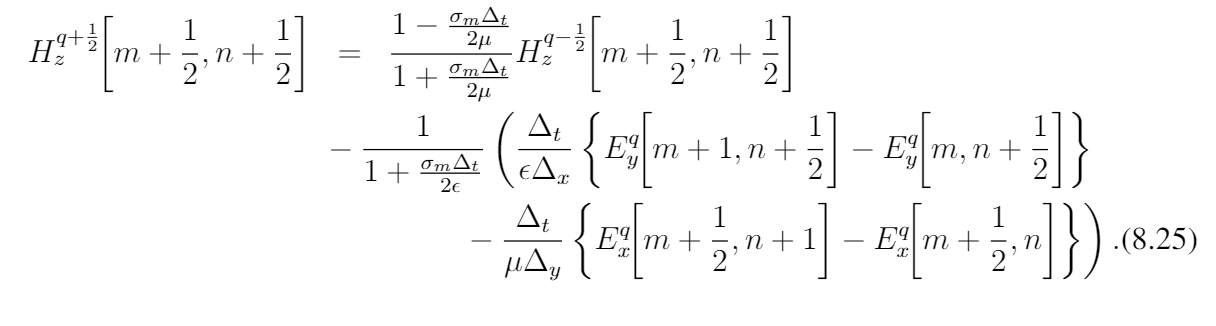 $H_z^{q+\frac{1}{2}}\left[m+\frac{1}{2},n+\frac{1}{2}\right] = \frac{1-\frac{\sigma_m\Delta_t}{2\mu}}{1+\frac{\sigma_m\Delta_t}{2\mu}}H_z^{q-\frac{1}{2}}\left[m+\frac{1}{2},n+\frac{1}{2}\right]$
$-\frac{1}{1+\frac{\sigma_m\Delta_t}{2\epsilon}}\left(\frac{\Delta_t}{\epsilon\Delta_x}\left\{E_y^q\left[m+1,n+\frac{1}{2}\right]-E_y^q\left[m,n+\frac{1}{2}\right]\right\}\right.$
$\left.-\frac{\Delta_t}{\mu\Delta_y}\left\{E_x^q\left[m+\frac{1}{2},n+1\right]-E_x^q\left[m+\frac{1}{2},n\right]\right\}\right).$(8.25)